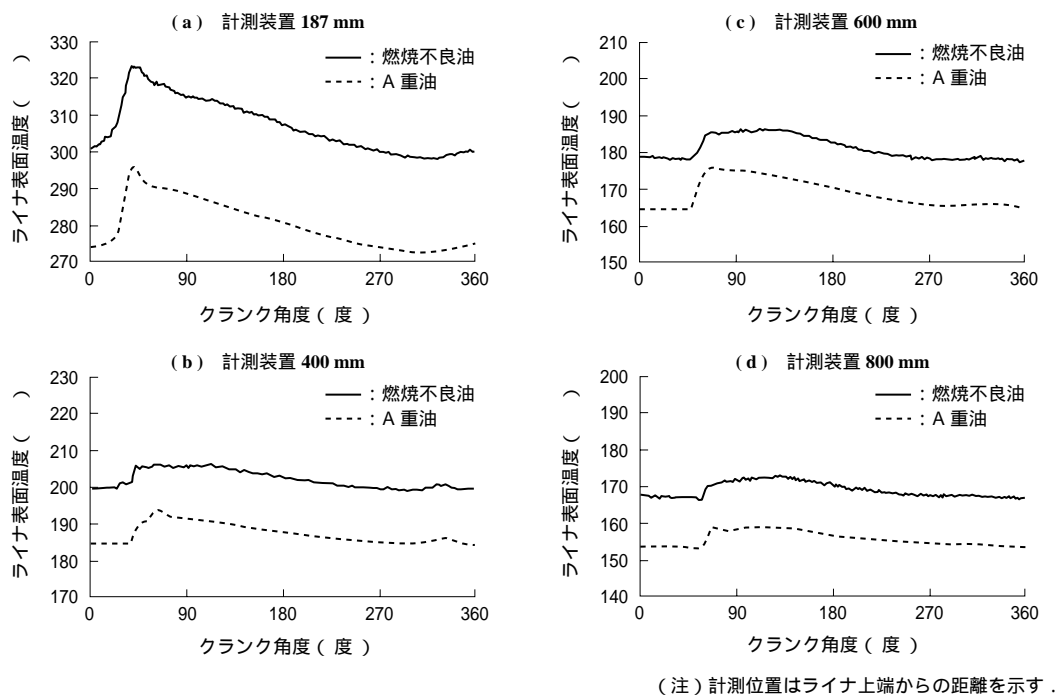 ( a ) 計測装置 187 mm
ライナ表面温度( )
330
320
310
300
290
280
270
0 90 180 270 360
クランク角度( 度 )
:燃焼不良油
:A 重油
( b ) 計測装置 400 mm
ライナ表面温度( )
230
220
210
200
190
180
170
0 90 180 270 360
クランク角度( 度 )
:燃焼不良油
:A 重油
( c ) 計測装置 600 mm
ライナ表面温度( )
210
200
190
180
170
160
150
0 90 180 270 360
クランク角度( 度 )
:燃焼不良油
:A 重油
( d ) 計測装置 800 mm
ライナ表面温度( )
200
190
180
170
160
150
140
0 90 180 270 360
クランク角度( 度 )
:燃焼不良油
:A 重油
(注)計測位置はライナ上端からの距離を示す.